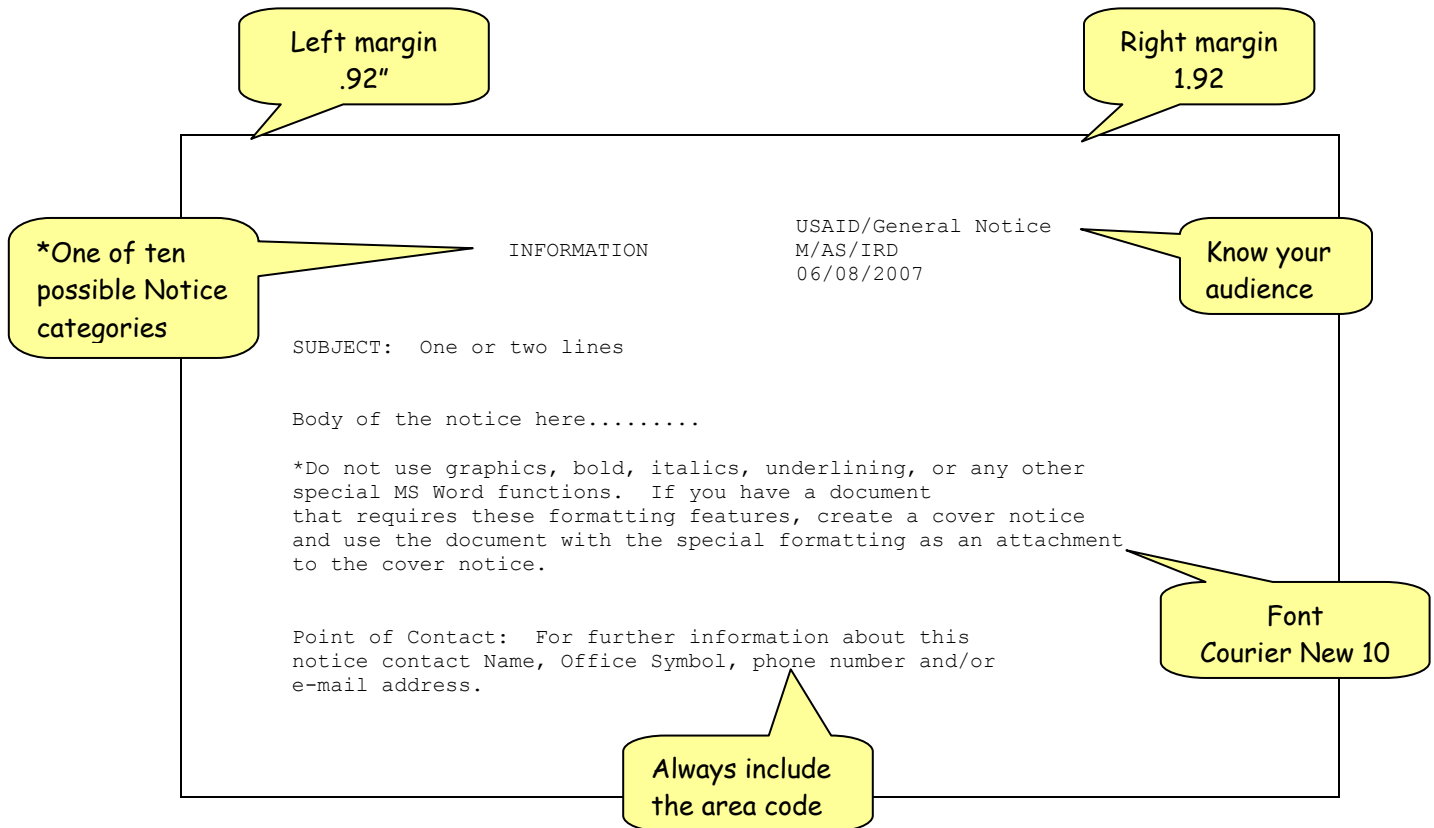 Left margin
.92”
Right margin
1.92
*One of ten
possible Notice
categories
USAID/General Notice
INFORMATION M/AS/IRD
06/08/2007
Know your
audience
SUBJECT:  One or two lines
Body of the notice here.........
*Do not use graphics, bold, italics, underlining, or any other
special MS Word functions.  If you have a document
that requires these formatting features, create a cover notice
and use the document with the special formatting as an attachment
to the cover notice.
Font
Courier New 10
Point of Contact:  For further information about this
notice contact Name, Office Symbol, phone number and/or
e-mail address.
Always include
the area code